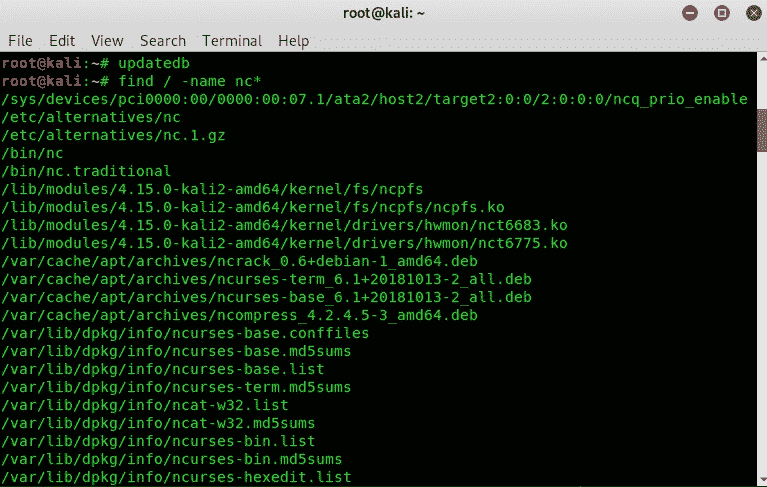 root@kali: ~
File Edit View Search Terminal Help
root@kali:~# updatedb
root@kali:~# find / -name nc*
/sys/devices/pci0000:00/0000:00:07.1/ata2/host2/target2:0:0/2:0:0:0/ncq_prio_enable
/etc/alternatives/nc
/etc/alternatives/nc.1.gz
/bin/nc
/bin/nc.traditional
/lib/modules/4.15.0-kali2-amd64/kernel/fs/ncpfs
/lib/modules/4.15.0-kali2-amd64/kernel/fs/ncpfs/ncpfs.ko
/lib/modules/4.15.0-kali2-amd64/kernel/drivers/hwmon/nct6683.ko
/lib/modules/4.15.0-kali2-amd64/kernel/drivers/hwmon/nct6775.ko
/var/cache/apt/archives/ncrack_0.6+debian-1_amd64.deb
/var/cache/apt/archives/ncurses-term_6.1+20181013-2_all.deb
/var/cache/apt/archives/ncurses-base_6.1+20181013-2_all.deb
/var/cache/apt/archives/ncompress_4.2.4.5-3_amd64.deb
/var/lib/dpkg/info/ncurses-base.conffiles
/var/lib/dpkg/info/ncurses-base.md5sums
/var/lib/dpkg/info/ncurses-base.list
/var/lib/dpkg/info/ncurses-term.md5sums
/var/lib/dpkg/info/ncat-w32.list
/var/lib/dpkg/info/ncat-w32.md5sums
/var/lib/dpkg/info/ncurses-bin.list
/var/lib/dpkg/info/ncurses-bin.md5sums
/var/lib/dpkg/info/ncurses-hexedit.list